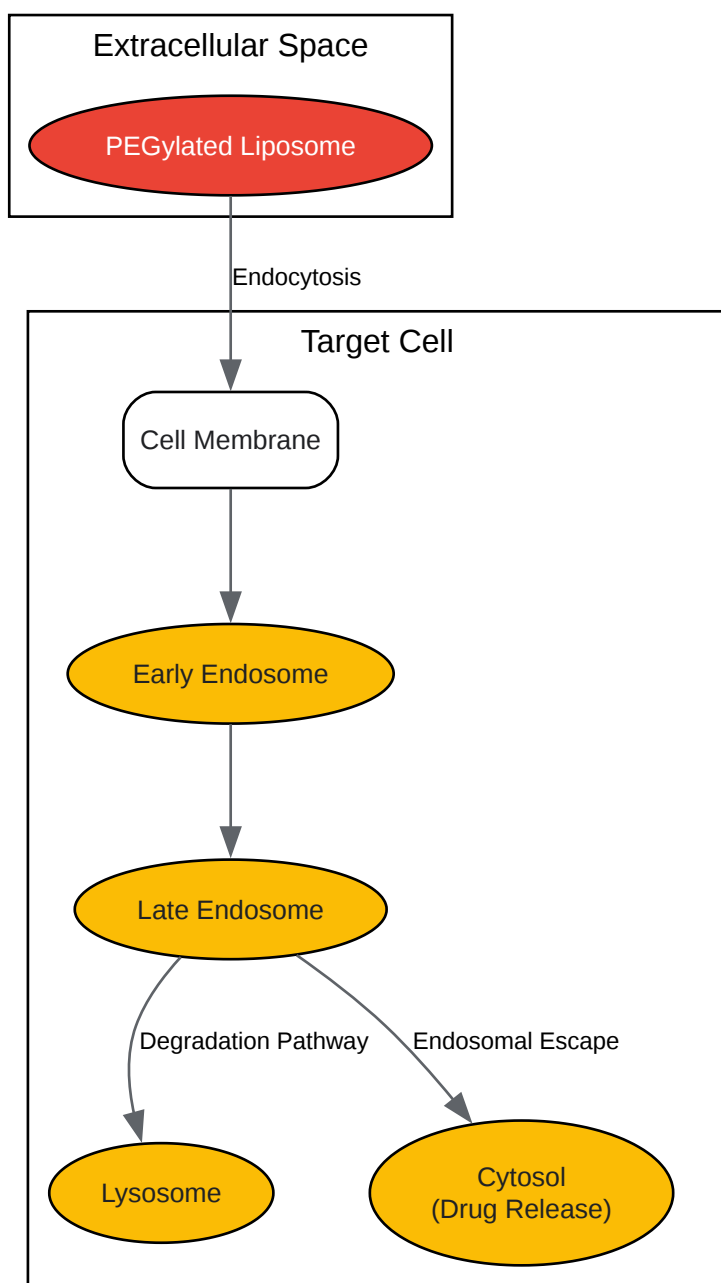 Extracellular Space
PEGylated Liposome
Endocytosis
Target Cell
Cell Membrane
Early Endosome
Late Endosome
Degradation Pathway
Endosomal Escape
Lysosome
Cytosol
(Drug Release)